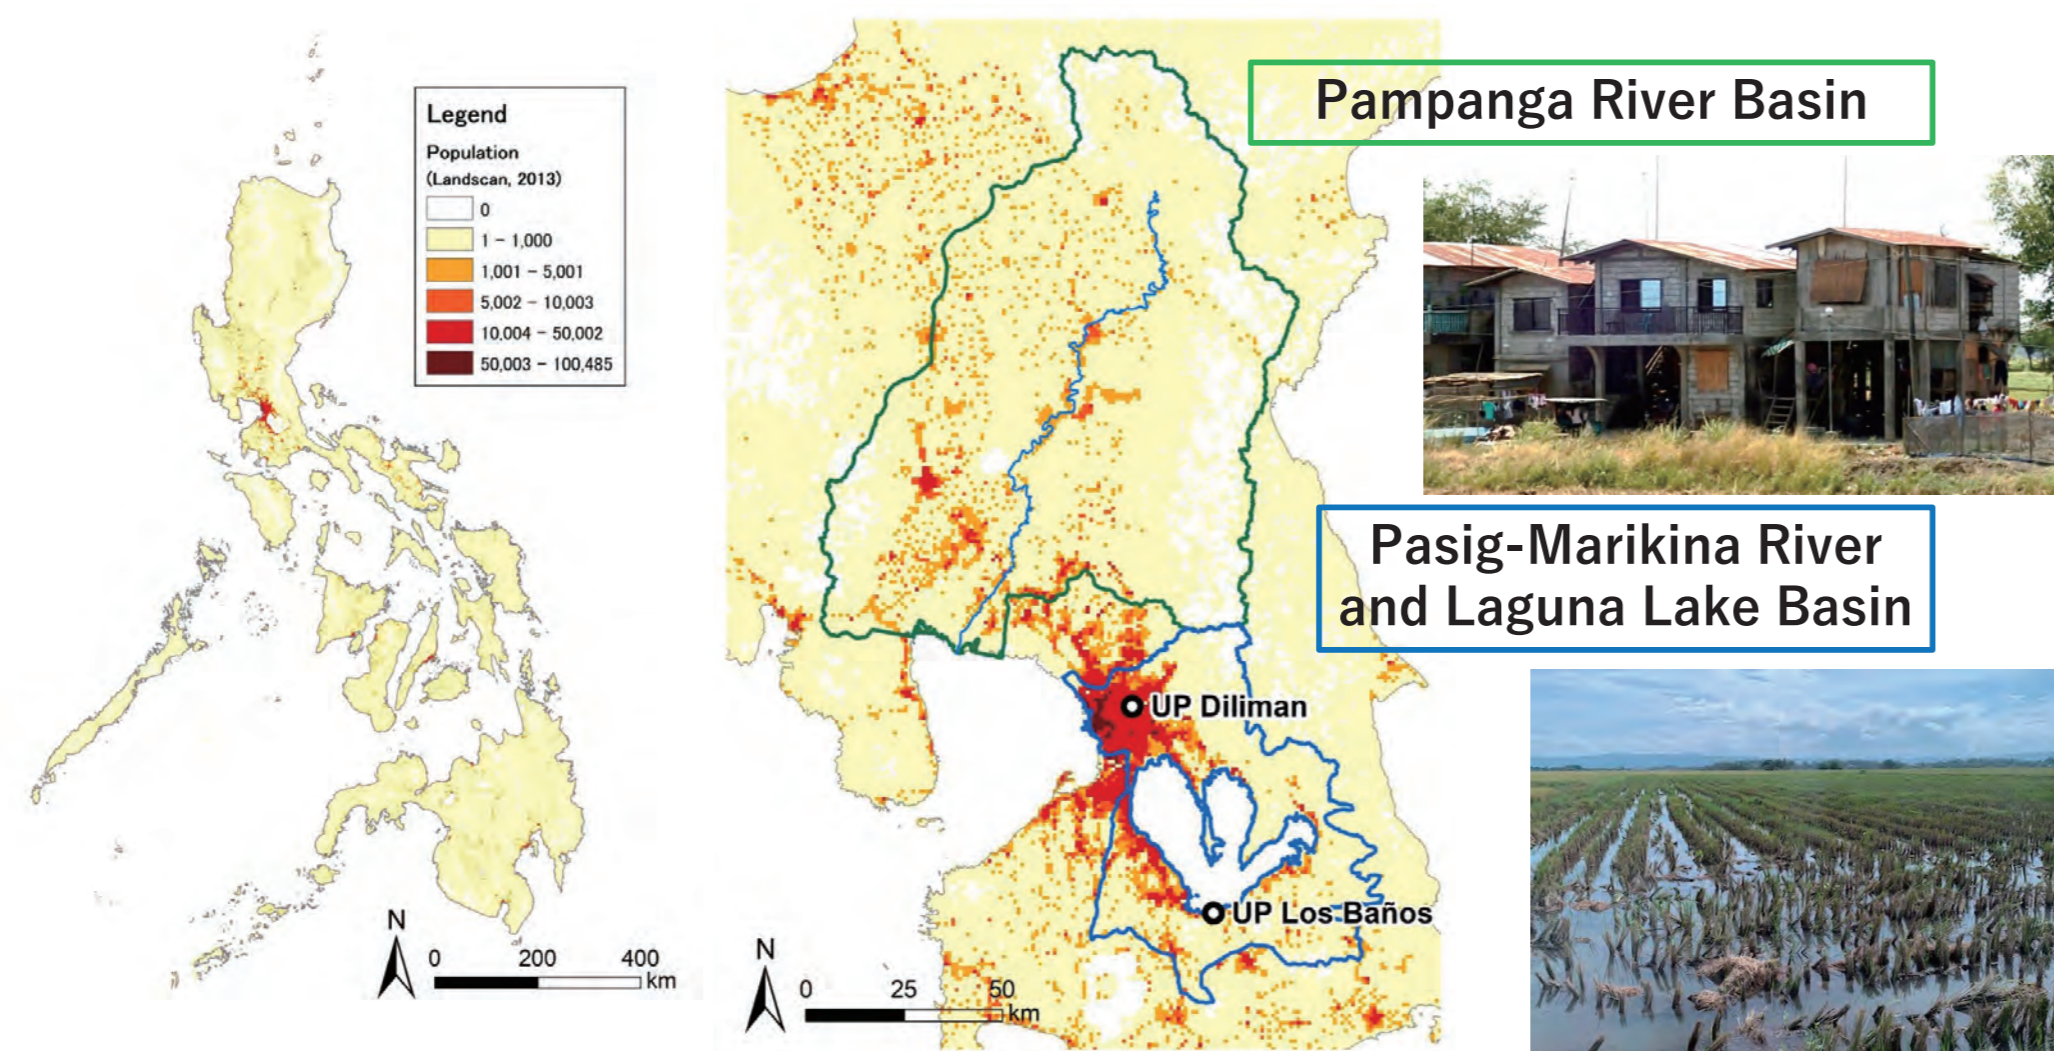 Legend
Population
(Landscan, 2013)
0
1 - 1,000
1,001 - 5,001
5,002 - 10,003
10,004 - 50,002
50,003 - 100,485
N
0 200 400
km
Pampanga River Basin
Pasig-Marikina River
and Laguna Lake Basin
UP Diliman
UP Los Baños
N
0 25 50
km